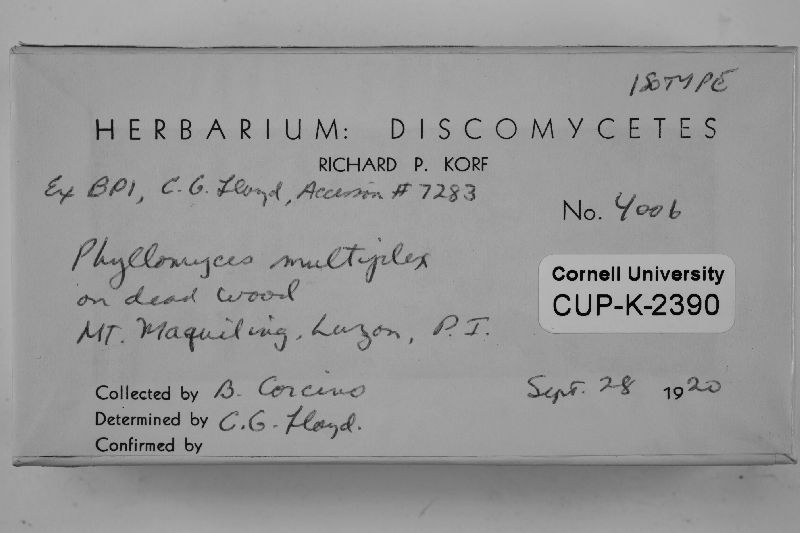 ISOTYPE
HERBARIUM: DISCOMYCETES
RICHARD P. KORF
Ex BPI, C.G. Lloyd, Accession # 7283
No. 4006
Phyllomyces multiplex
on dead wood
Mt. Maquiling, Luzon, P.I.
Cornell University
CUP-K-2390
Collected by B. Corcino Sept. 28 1920
Determined by C.G. Lloyd.
Confirmed by